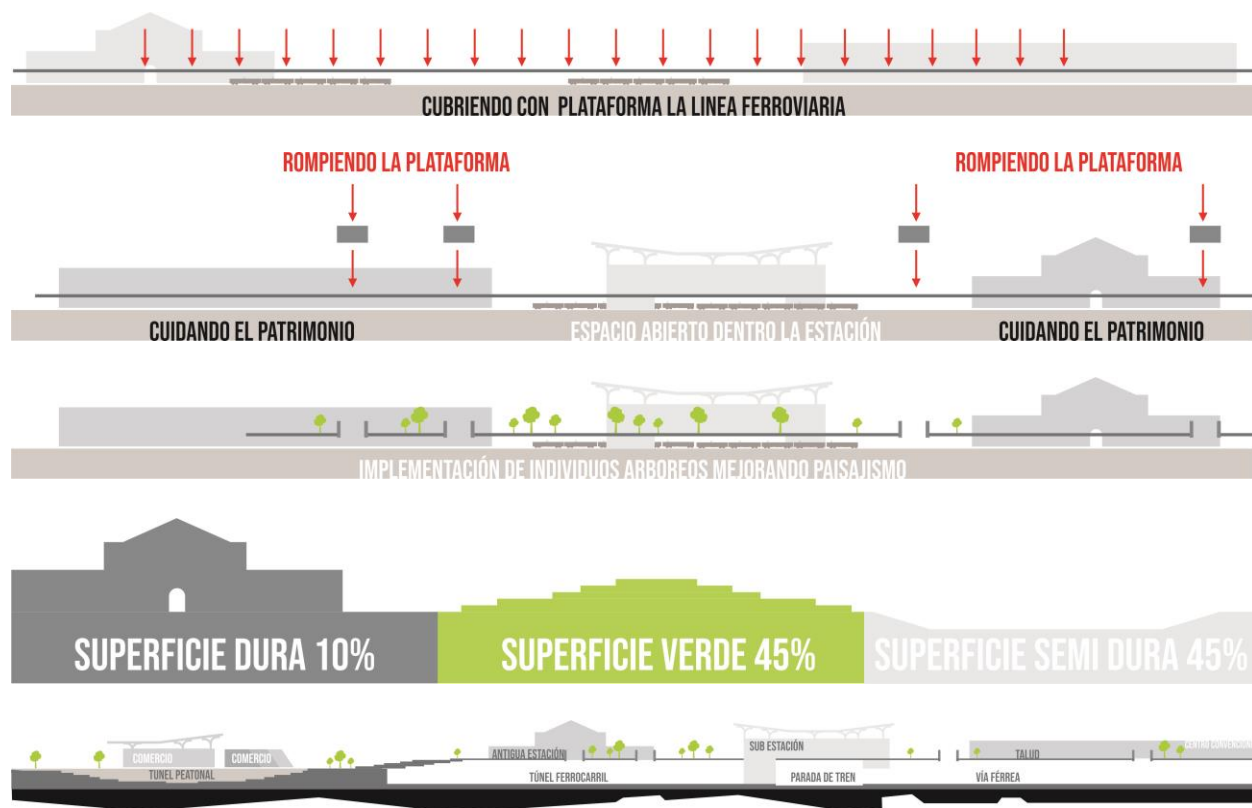 CUBRIENDO CON PLATAFORMA LA LINEA FERROVIARIA
ROMPIENDO LA PLATAFORMA
ROMPIENDO LA PLATAFORMA
CUIDANDO EL PATRIMONIO
ESPACIO ABIERTO DENTRO LA ESTACIÓN
CUIDANDO EL PATRIMONIO
IMPLEMENTACIÓN DE INDIVIDUOS ARBOREOS MEJORANDO PAISAJISMO
SUPERFICIE DURA 10%
SUPERFICIE VERDE 45%
SUPERFICIE SEMI DURA 45%
COMERCIO
COMERCIO
ANTIGUA ESTACIÓN
SUB ESTACIÓN
TALUD
TUNEL PEATONAL
TÚNEL FERROCARRIL
PARADA DE TREN
VÍA FÉRREA